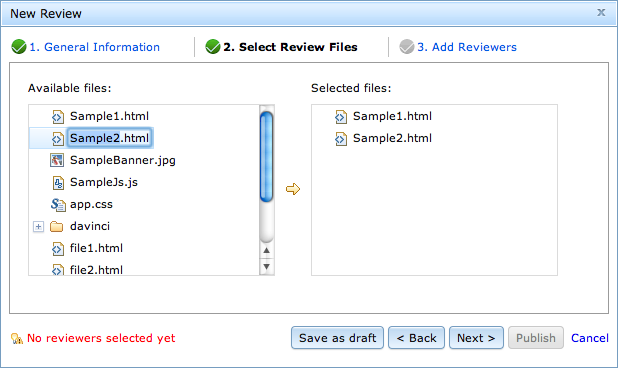 New Review x
1. General Information 2. Select Review Files 3. Add Reviewers
Available files: Selected files:
Sample1.html Sample1.html
Sample2.html Sample2.html
SampleBanner.jpg
SampleJs.js
app.css
davinci
file1.html
file2.html
No reviewers selected yet Save as draft < Back Next > Publish Cancel